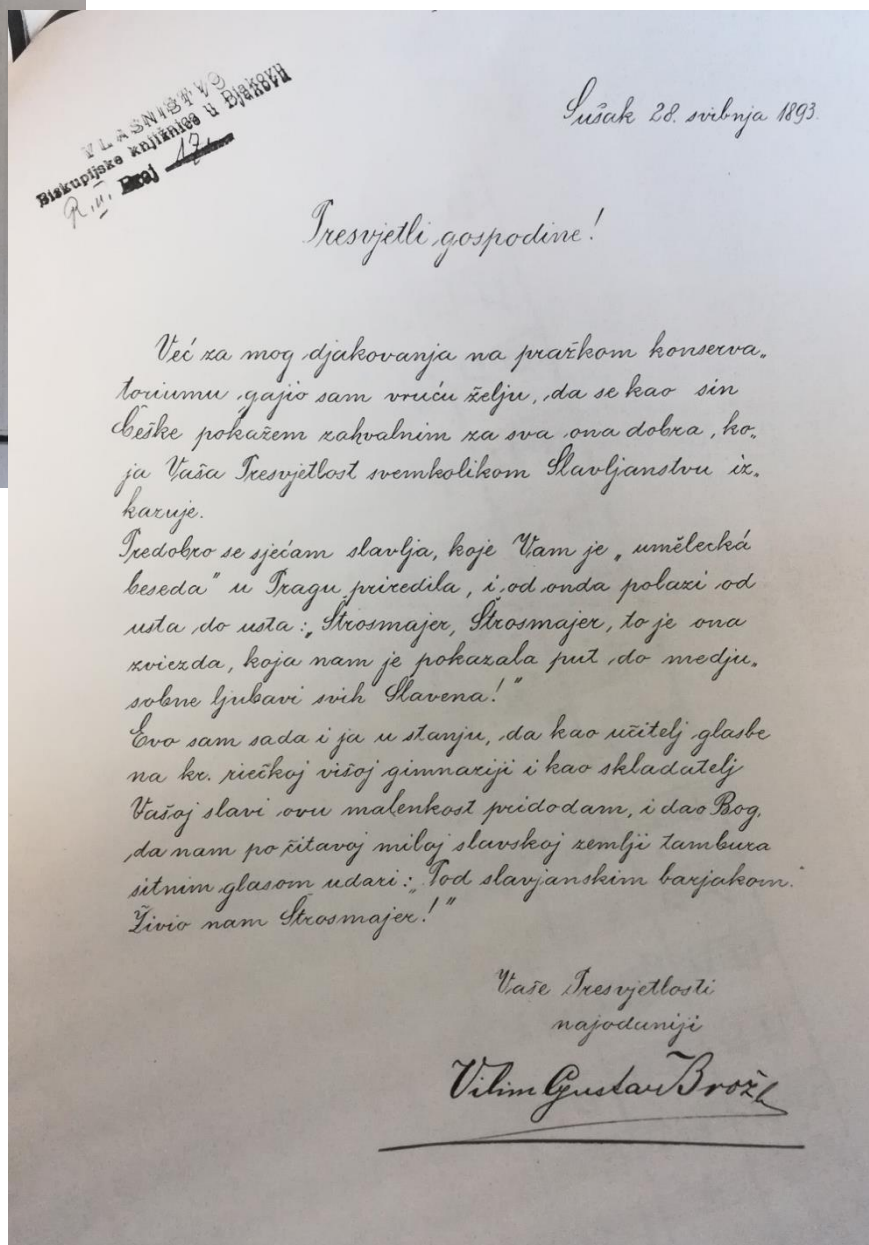 VLASNIŠTVO
Biskupijske knjižnice u Djakovu
R. II. Broj 17
Sušak 28. svibnja 1893.
Presvjetli gospodine!
Već za mog djakovanja na pražkom konserva„
toriumu gajio sam vruću želju, da se kao sin
Češke pokažem zahvalnim za sva ona dobra, ko„
ja Vaša Presvjetlost svemkolikom Slavljanstvu iz„
kazuje.
Predobro se sjećam slavlja, koje Vam je „umělecká
beseda" u Pragu priredila, i od onda polazi od
usta do usta: „Štrosmajer, Štrosmajer, to je ona
zviezda, koja nam je pokazala put do medju„
sobne ljubavi svih Slavena!"
Evo sam sada i ja u stanju, da kao učitelj glasbe
na kr. riečkoj višoj gimnaziji i kao skladatelj
Vašoj slavi ovu malenkost pridodam, i dao Bog,
da nam po čitavoj miloj slavskoj zemlji tambura
sitnim glasom udari: „Pod slavjanskim barjakom."
Živio nam Štrosmajer!"
Vaše Presvjetlosti
najodaniji
Vilim Gustav Brož